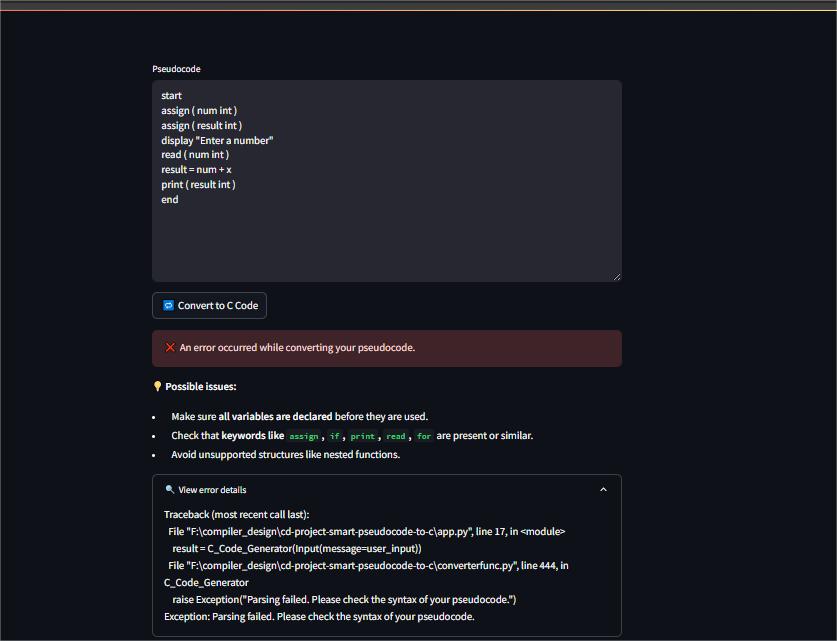 Pseudocode
start
assign ( num int )
assign ( result int )
display "Enter a number"
read ( num int )
result = num + x
print ( result int )
end
Convert to C Code
An error occurred while converting your pseudocode.
Possible issues:
Make sure all variables are declared before they are used.
Check that keywords like assign, if, print, read, for are present or similar.
Avoid unsupported structures like nested functions.
View error details
Traceback (most recent call last):
File "F:\compiler_design\cd-project-smart-pseudocode-to-c\app.py", line 17, in <module>
result = C_Code_Generator(Input(message=user_input))
File "F:\compiler_design\cd-project-smart-pseudocode-to-c\converterfunc.py", line 444, in
C_Code_Generator
raise Exception("Parsing failed. Please check the syntax of your pseudocode.")
Exception: Parsing failed. Please check the syntax of your pseudocode.